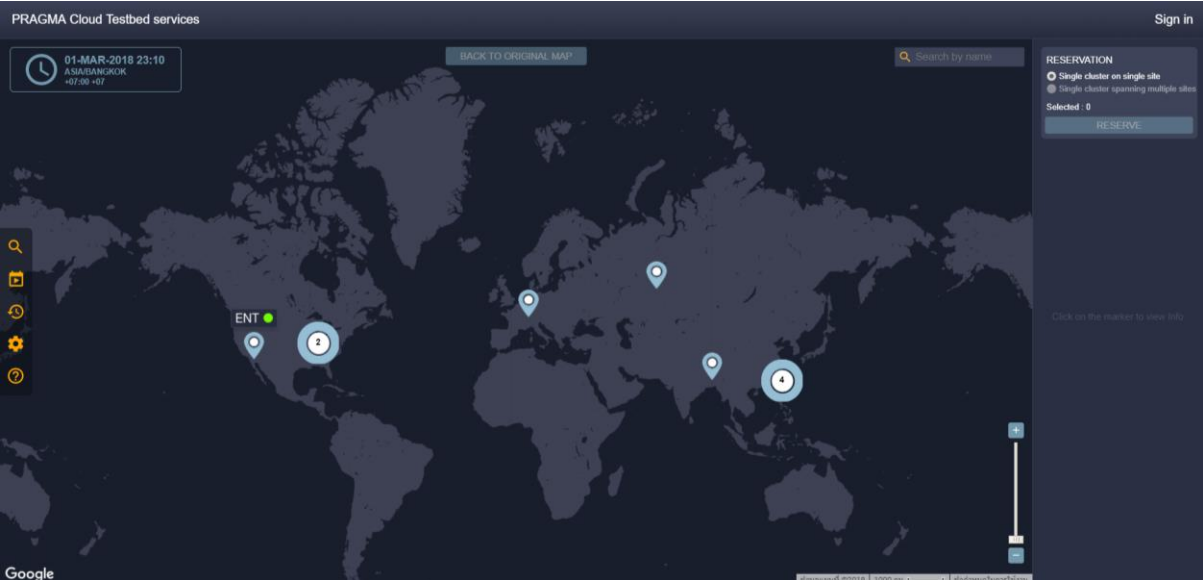 PRAGMA Cloud Testbed services
Sign in
01-MAR-2018 23:10
ASIA/BANGKOK
+07:00 +07
BACK TO ORIGINAL MAP
Search by name
RESERVATION
Single cluster on single site
Single cluster spanning multiple sites
Selected : 0
RESERVE
ENT
2
4
Click on the marker to view info
+
−
Google